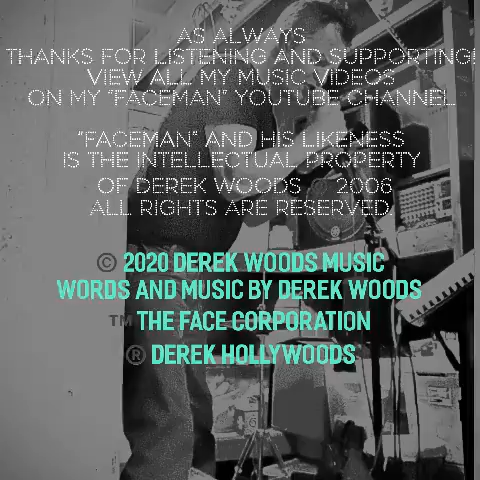 AS ALWAYS
THANKS FOR LISTENING AND SUPPORTING!
VIEW ALL MY MUSIC VIDEOS
ON MY "FACEMAN" YOUTUBE CHANNEL
"FACEMAN" AND HIS LIKENESS
IS THE INTELLECTUAL PROPERTY
OF DEREK WOODS © 2006
ALL RIGHTS ARE RESERVED.
© 2020 DEREK WOODS MUSIC
WORDS AND MUSIC BY DEREK WOODS
™ THE FACE CORPORATION
® DEREK HOLLYWOODS